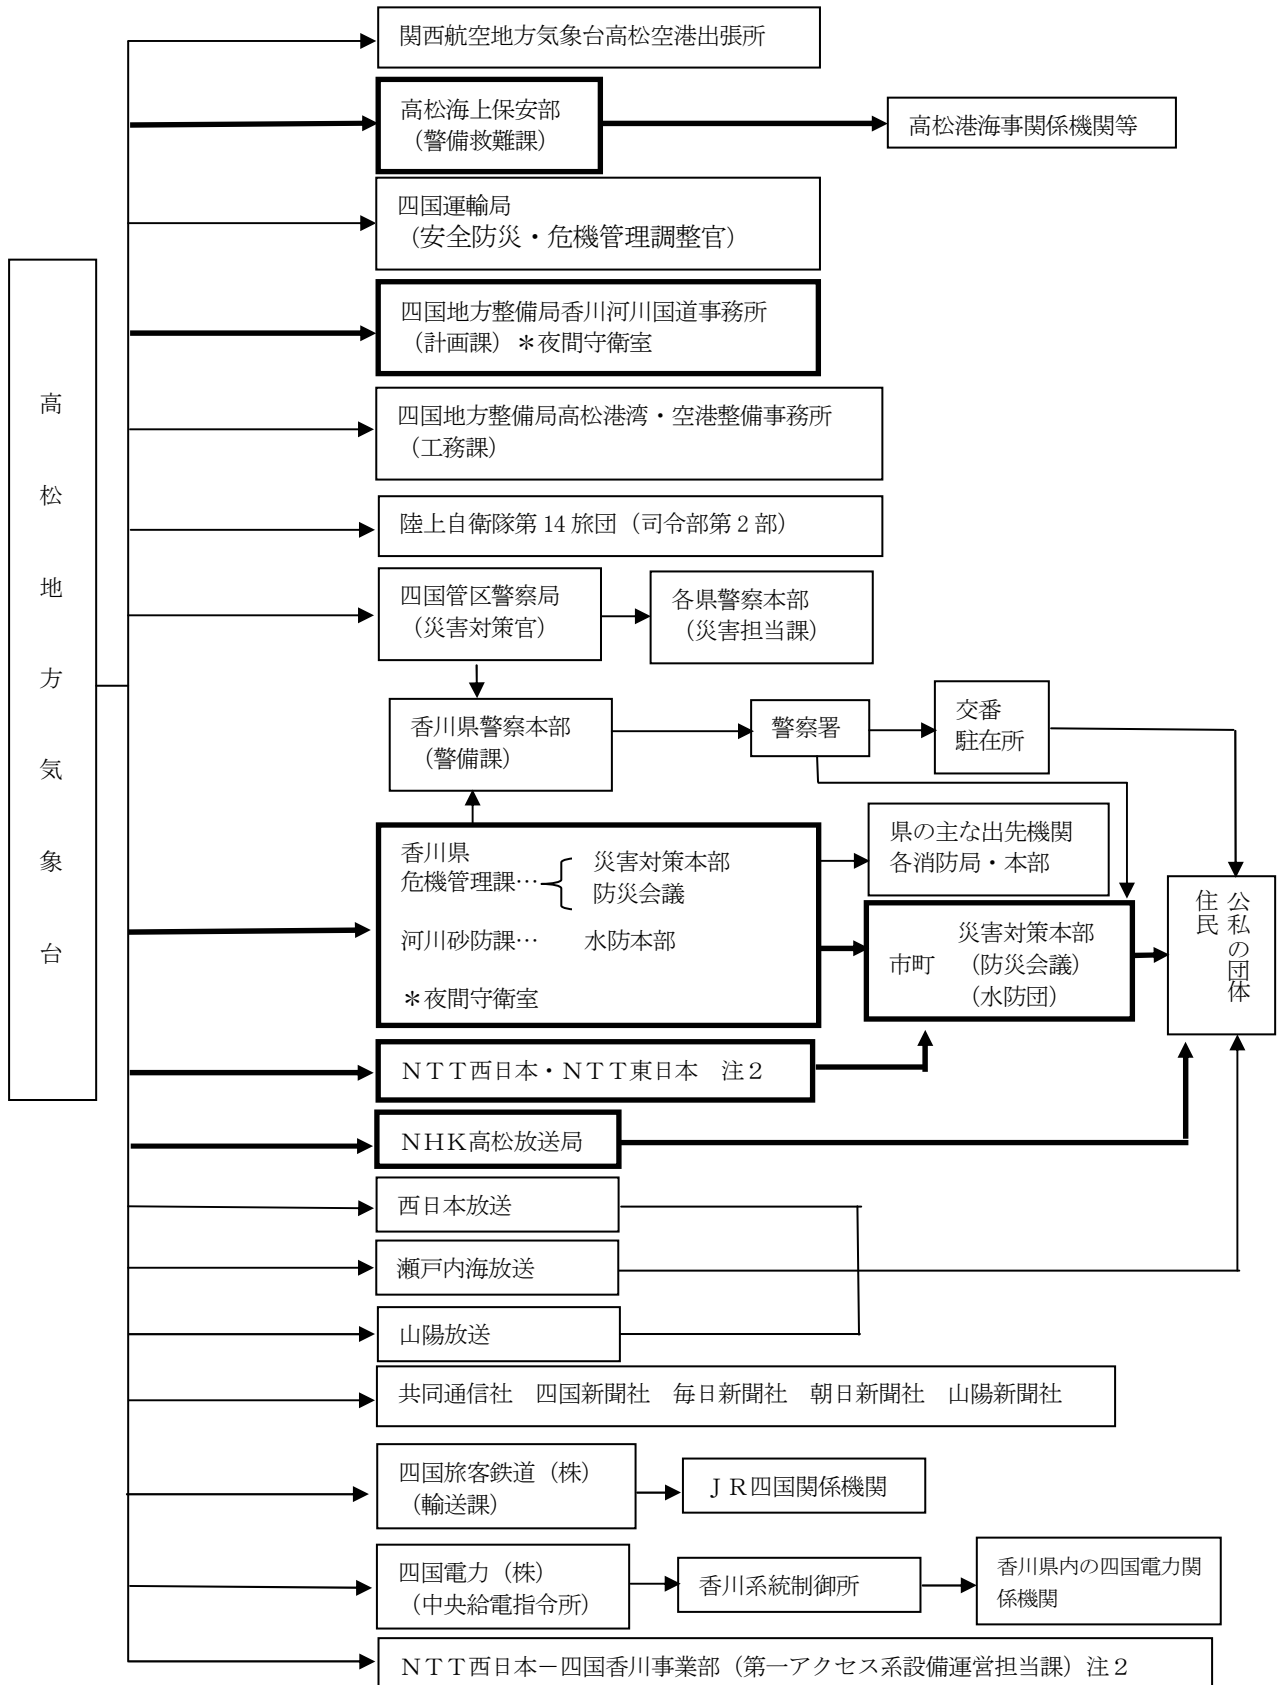 関西航空地方気象台高松空港出張所
高松海上保安部
(警備救難課)
高松港海事関係機関等
四国運輸局
(安全防災・危機管理調整官)
四国地方整備局香川河川国道事務所
(計画課)＊夜間守衛室
高松地方気象台
四国地方整備局高松港湾・空港整備事務所
(工務課)
陸上自衛隊第14旅団(司令部第2部)
四国管区警察局
(災害対策官)
各県警察本部
(災害担当課)
香川県警察本部
(警備課)
警察署
交番
駐在所
香川県
危機管理課…
災害対策本部
防災会議
河川砂防課… 水防本部
＊夜間守衛室
県の主な出先機関
各消防局・本部
市町
災害対策本部
(防災会議)
(水防団)
公私の団体
住民
ＮＴＴ西日本・ＮＴＴ東日本　注２
ＮＨＫ高松放送局
西日本放送
瀬戸内海放送
山陽放送
共同通信社　四国新聞社　毎日新聞社　朝日新聞社　山陽新聞社
四国旅客鉄道（株）
(輸送課)
ＪＲ四国関係機関
四国電力（株）
(中央給電指令所)
香川系統制御所
香川県内の四国電力関
係機関
ＮＴＴ西日本－四国香川事業部（第一アクセス系設備運営担当課）注２